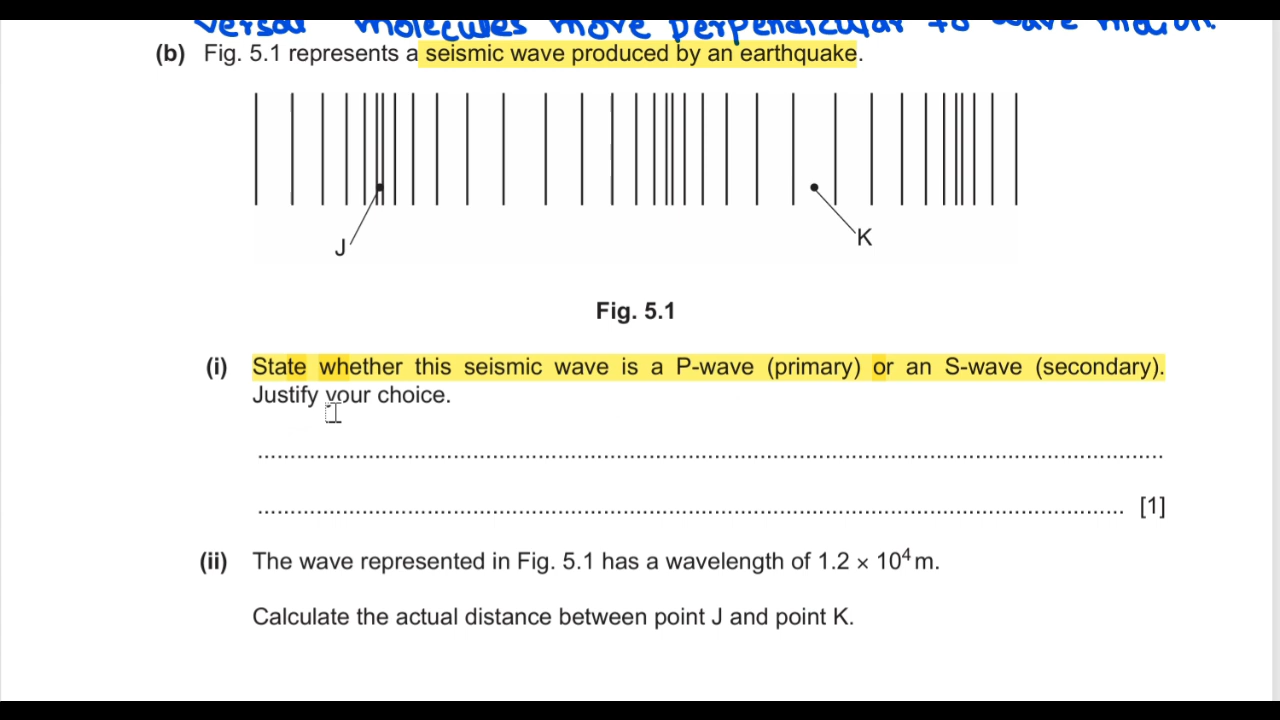 versal molecules move perpendicular to wave motion.
(b) Fig. 5.1 represents a seismic wave produced by an earthquake.
J
K
Fig. 5.1
(i) State whether this seismic wave is a P-wave (primary) or an S-wave (secondary).
Justify your choice.
..........................................................................................................................................
.................................................................................................................................... [1]
(ii) The wave represented in Fig. 5.1 has a wavelength of 1.2 × 10⁴ m.
Calculate the actual distance between point J and point K.